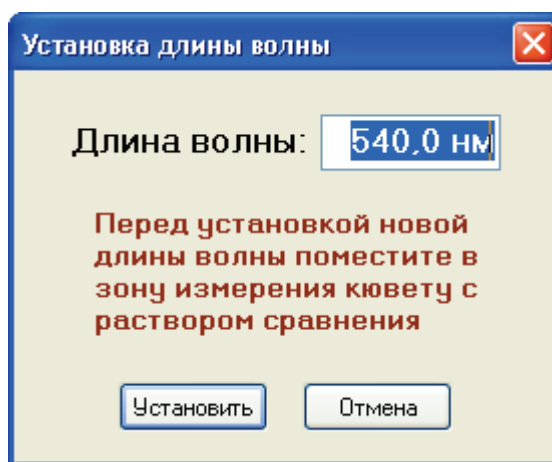 Установка длины волны
Длина волны: 540,0 нм
Перед установкой новой
длины волны поместите в
зону измерения кювету с
раствором сравнения
Установить Отмена